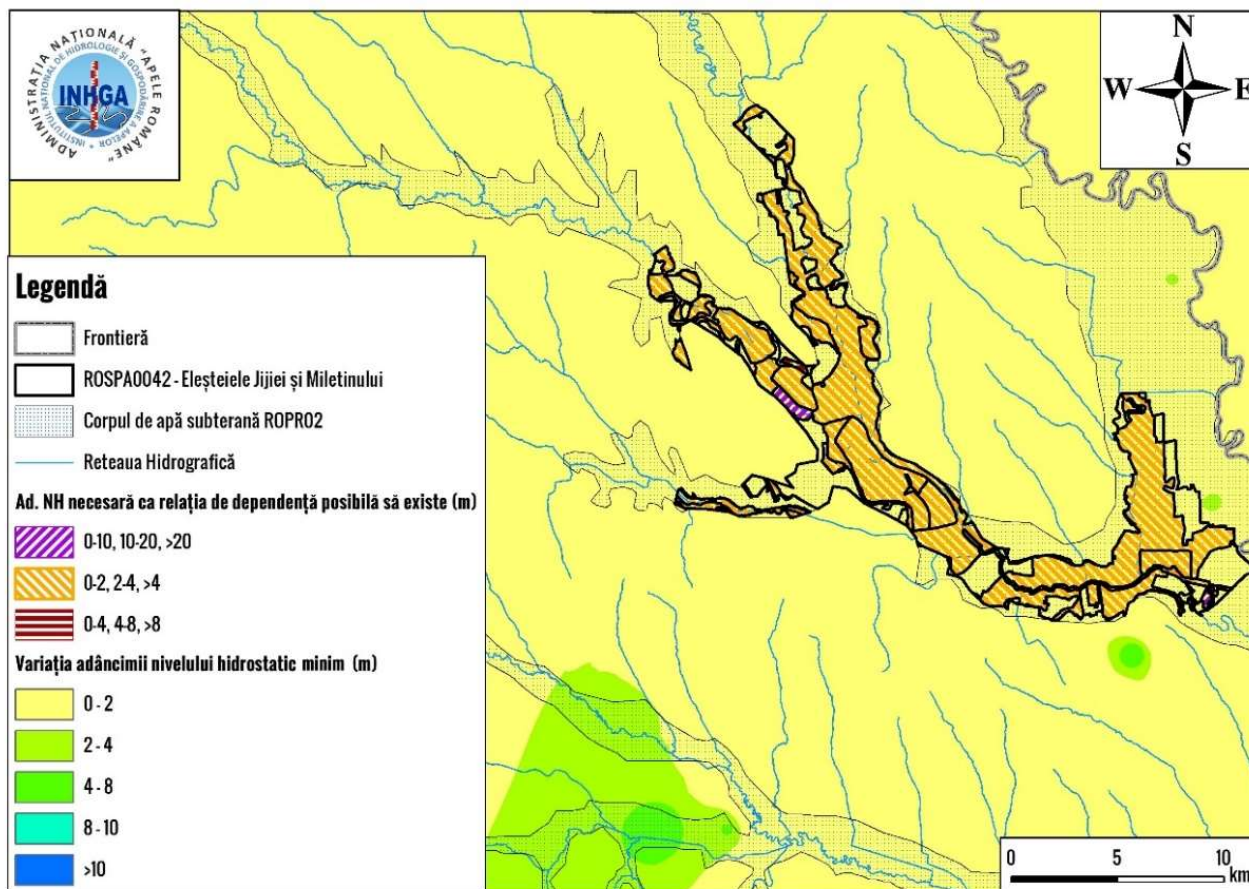 ADMINISTRAȚIA NAȚIONALĂ "APELE ROMÂNE"
INSTITUTUL NAȚIONAL DE HIDROLOGIE ȘI GOSPODĂRIRE A APELOR
INHGA
N
W E
S
Legendă
Frontieră
ROSPA0042 - Eleșteiele Jijiei și Miletinului
Corpul de apă subterană ROPR02
Reteaua Hidrografică
Ad. NH necesară ca relația de dependență posibilă să existe (m)
0-10, 10-20, >20
0-2, 2-4, >4
0-4, 4-8, >8
Variația adâncimii nivelului hidrostatic minim (m)
0 - 2
2 - 4
4 - 8
8 - 10
>10
0 5 10
km